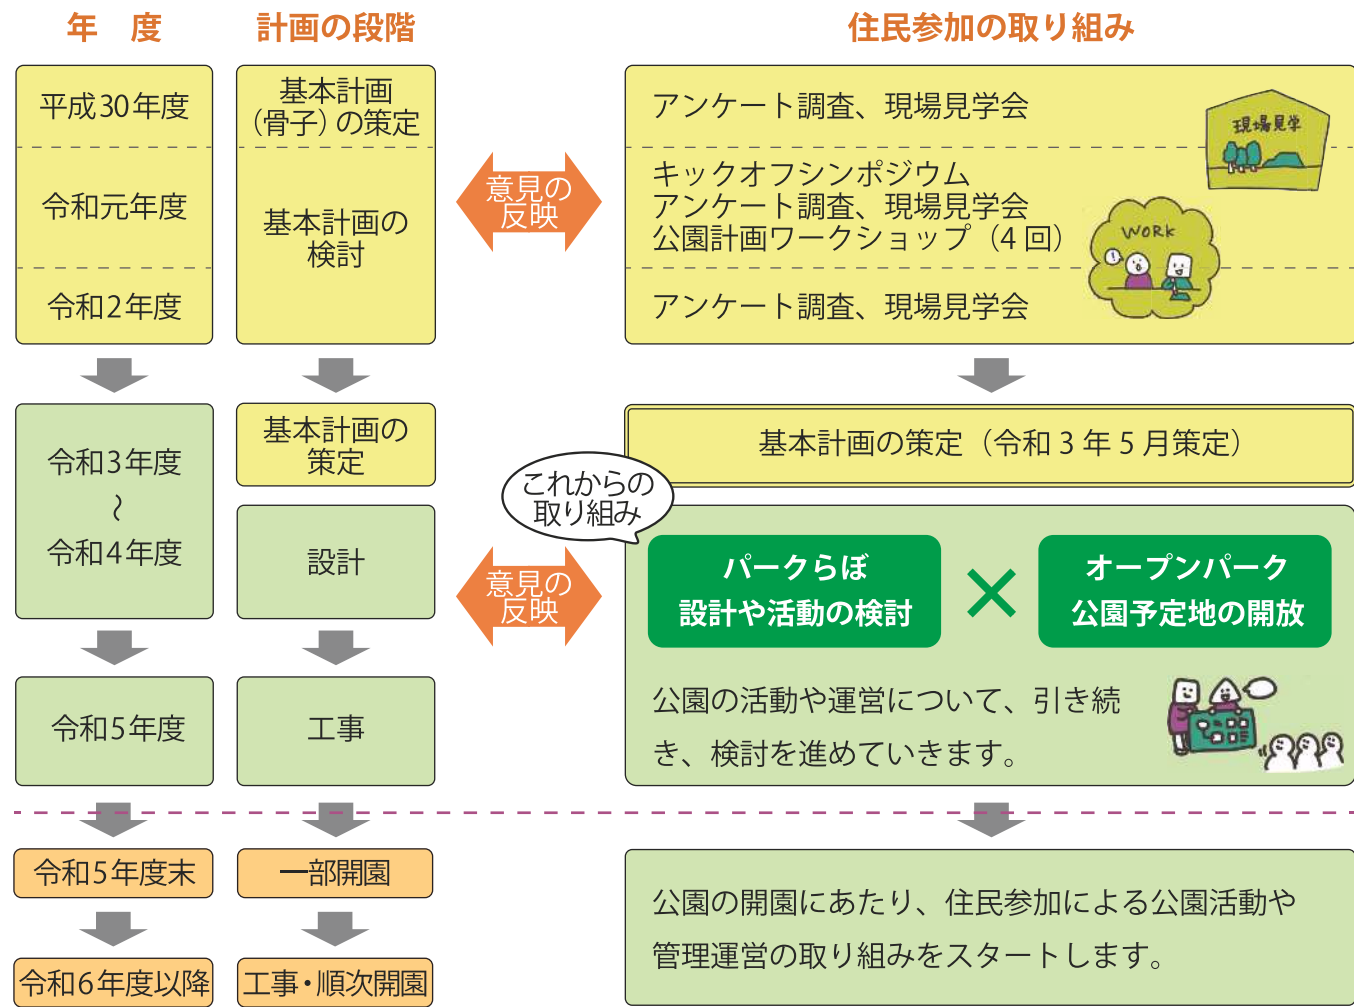 年　度
計画の段階
住民参加の取り組み
平成30年度
基本計画
（骨子）の策定
アンケート調査、現場見学会
現場見学
令和元年度
基本計画の
検討
意見の
反映
キックオフシンポジウム
アンケート調査、現場見学会
公園計画ワークショップ（4回）
WORK
!
令和2年度
アンケート調査、現場見学会
令和3年度
～
令和4年度
基本計画の
策定
基本計画の策定（令和3年5月策定）
これからの
取り組み
設計
意見の
反映
パークらぼ
設計や活動の検討
×
オープンパーク
公園予定地の開放
令和5年度
工事
公園の活動や運営について、引き続
き、検討を進めていきます。
令和5年度末
一部開園
公園の開園にあたり、住民参加による公園活動や
管理運営の取り組みをスタートします。
令和6年度以降
工事・順次開園